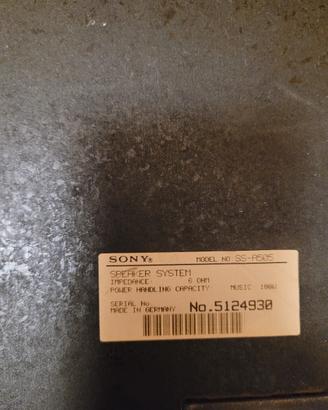 SONY® MODEL NO SS-A505
SPEAKER SYSTEM
IMPEDANCE 6 OHM
POWER HANDLING CAPACITY MUSIC 100W
SERIAL No.
MADE IN GERMANY No.5124930